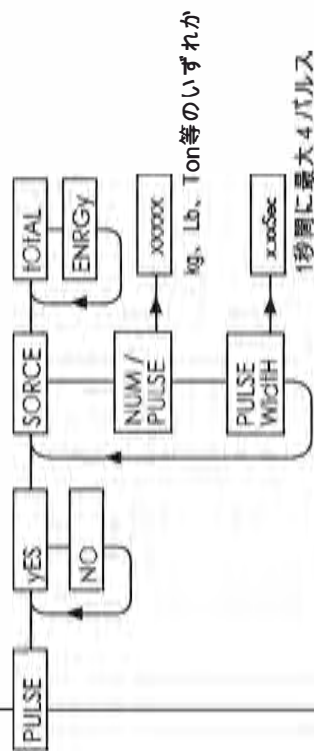 PULSE
yES
NO
SORCE
tOtAL
ENRGy
NUM /
PULSE
xxxxxx
kg、Lb、Ton等のいずれか
PULSE
WidtH
x.xxSec
1秒間に最大４パルス